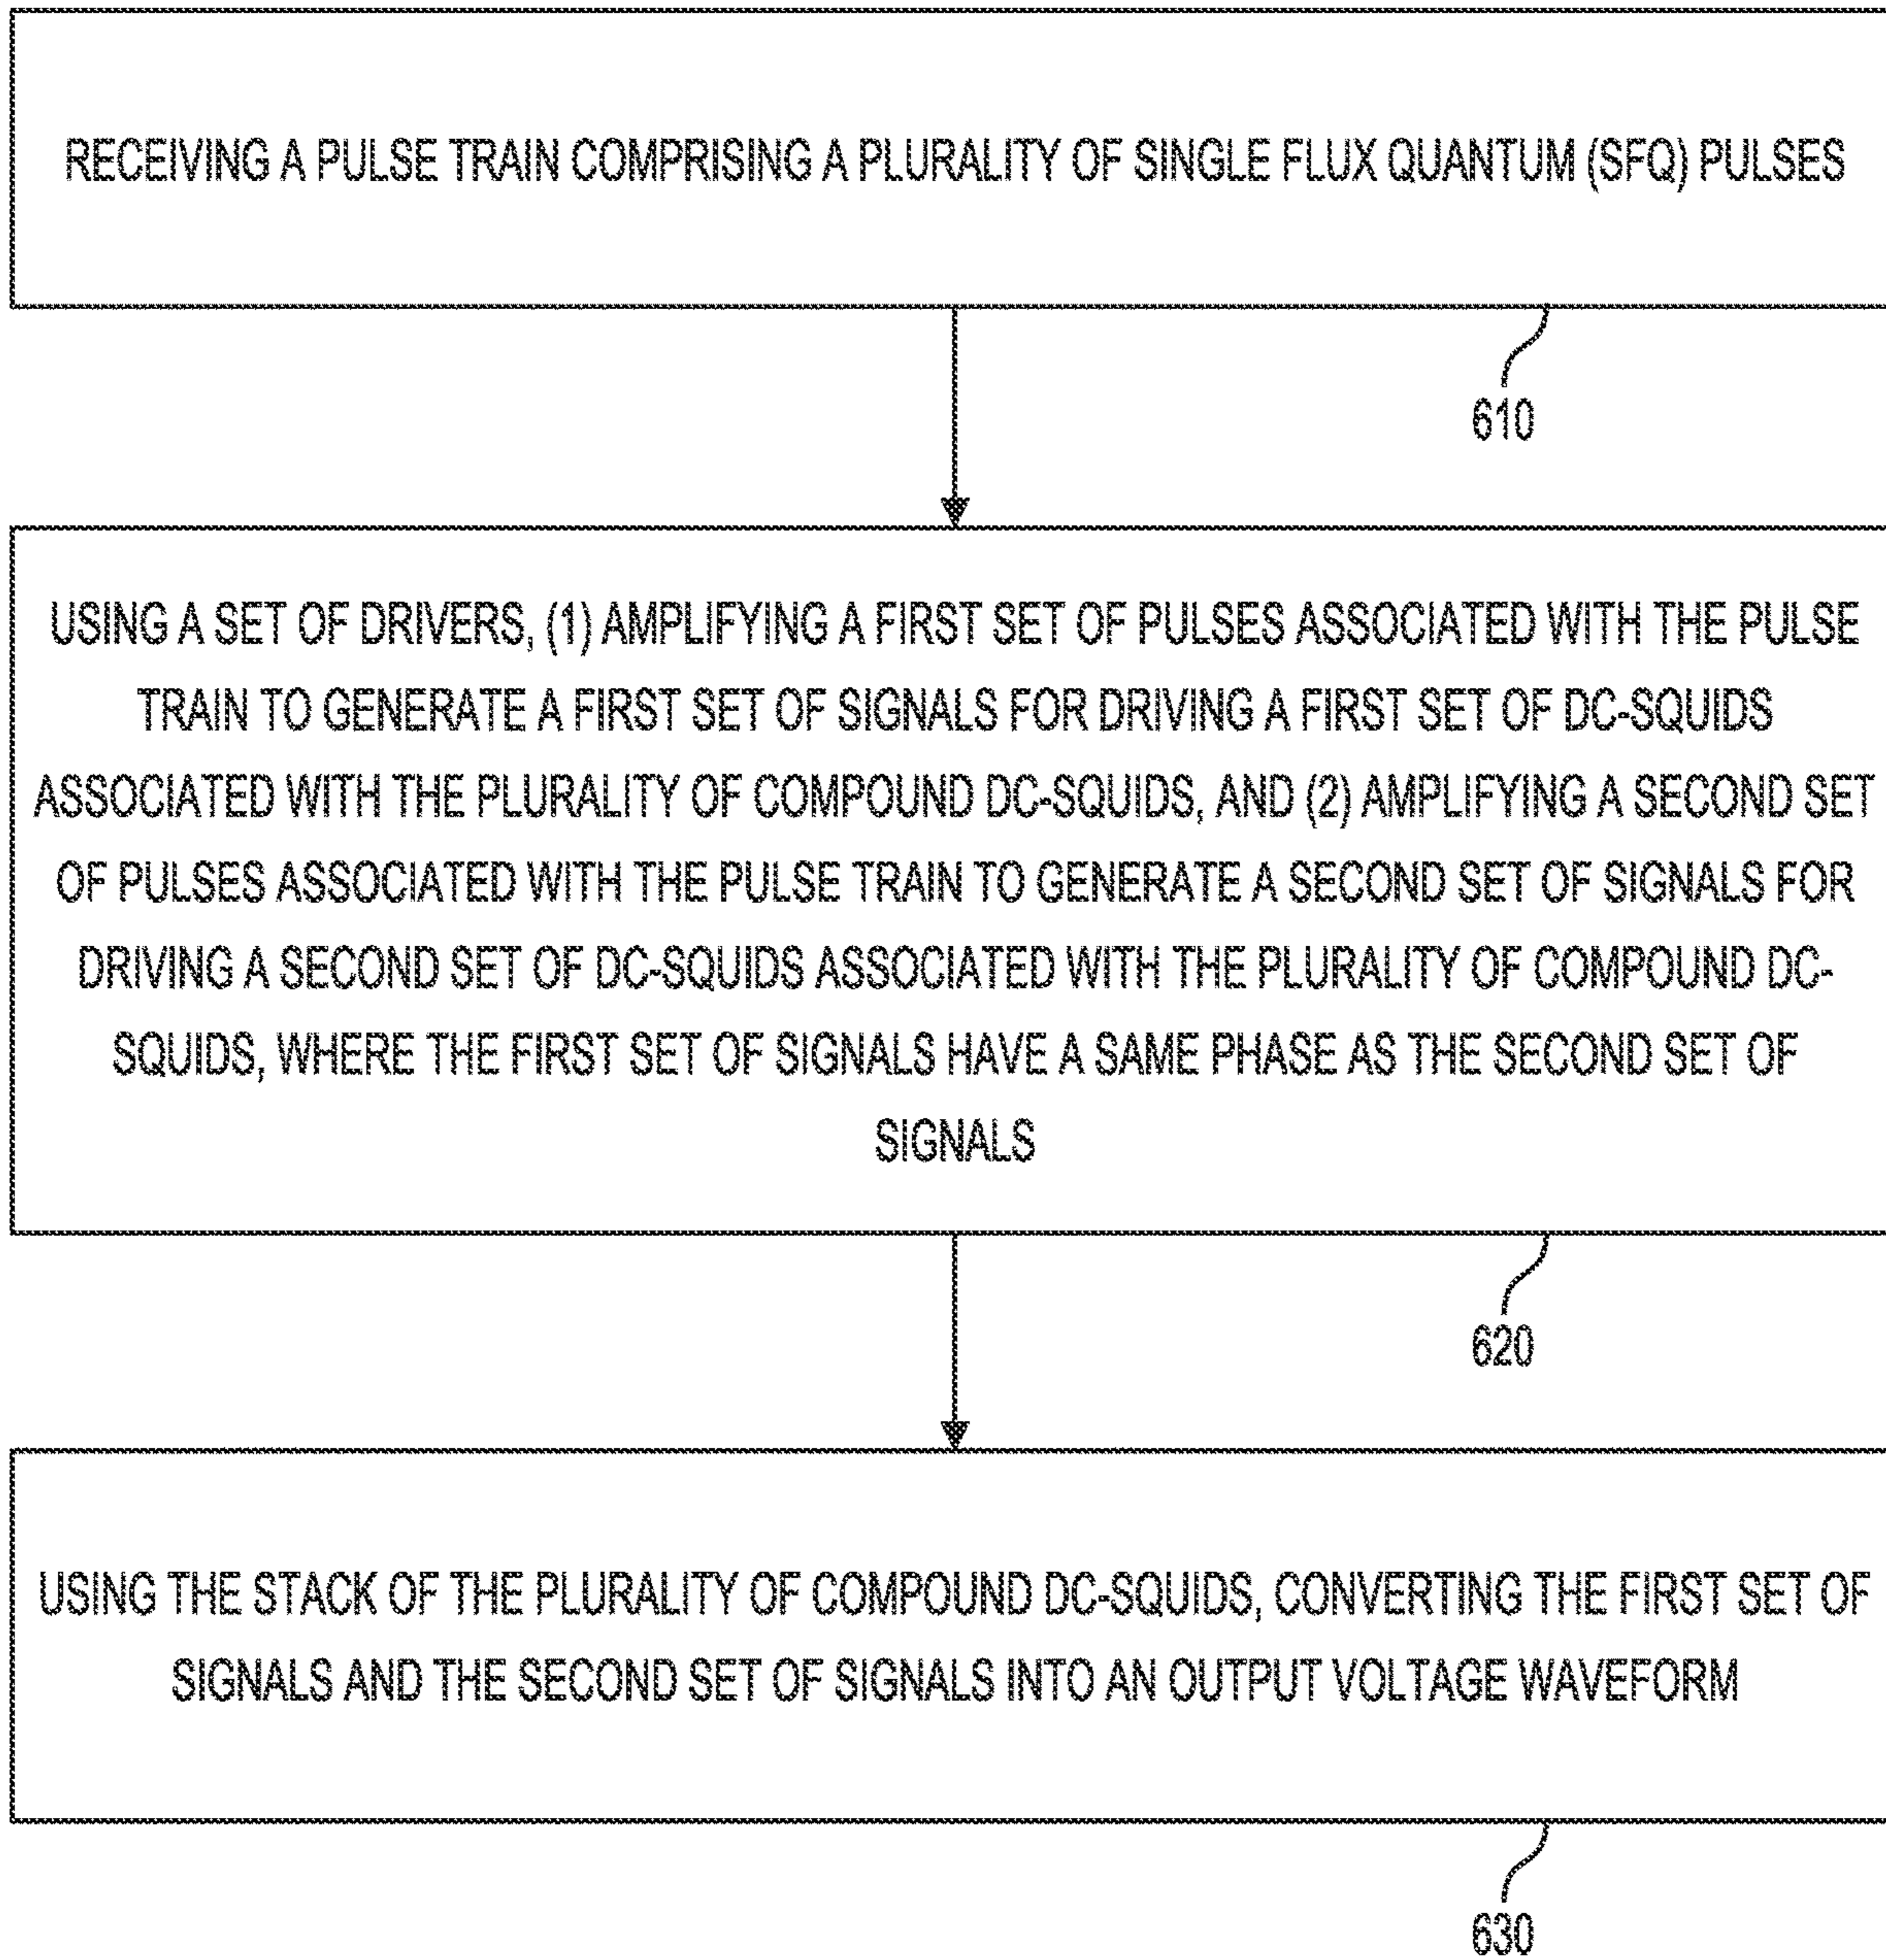 RECEIVING A PULSE TRAIN COMPRISING A PLURALITY OF SINGLE FLUX QUANTUM (SFQ) PULSES
610
USING A SET OF DRIVERS, (1) AMPLIFYING A FIRST SET OF PULSES ASSOCIATED WITH THE PULSE
TRAIN TO GENERATE A FIRST SET OF SIGNALS FOR DRIVING A FIRST SET OF DC-SQUIDS
ASSOCIATED WITH THE PLURALITY OF COMPOUND DC-SQUIDS, AND (2) AMPLIFYING A SECOND SET
OF PULSES ASSOCIATED WITH THE PULSE TRAIN TO GENERATE A SECOND SET OF SIGNALS FOR
DRIVING A SECOND SET OF DC-SQUIDS ASSOCIATED WITH THE PLURALITY OF COMPOUND DC-
SQUIDS, WHERE THE FIRST SET OF SIGNALS HAVE A SAME PHASE AS THE SECOND SET OF
SIGNALS
620
USING THE STACK OF THE PLURALITY OF COMPOUND DC-SQUIDS, CONVERTING THE FIRST SET OF
SIGNALS AND THE SECOND SET OF SIGNALS INTO AN OUTPUT VOLTAGE WAVEFORM
630